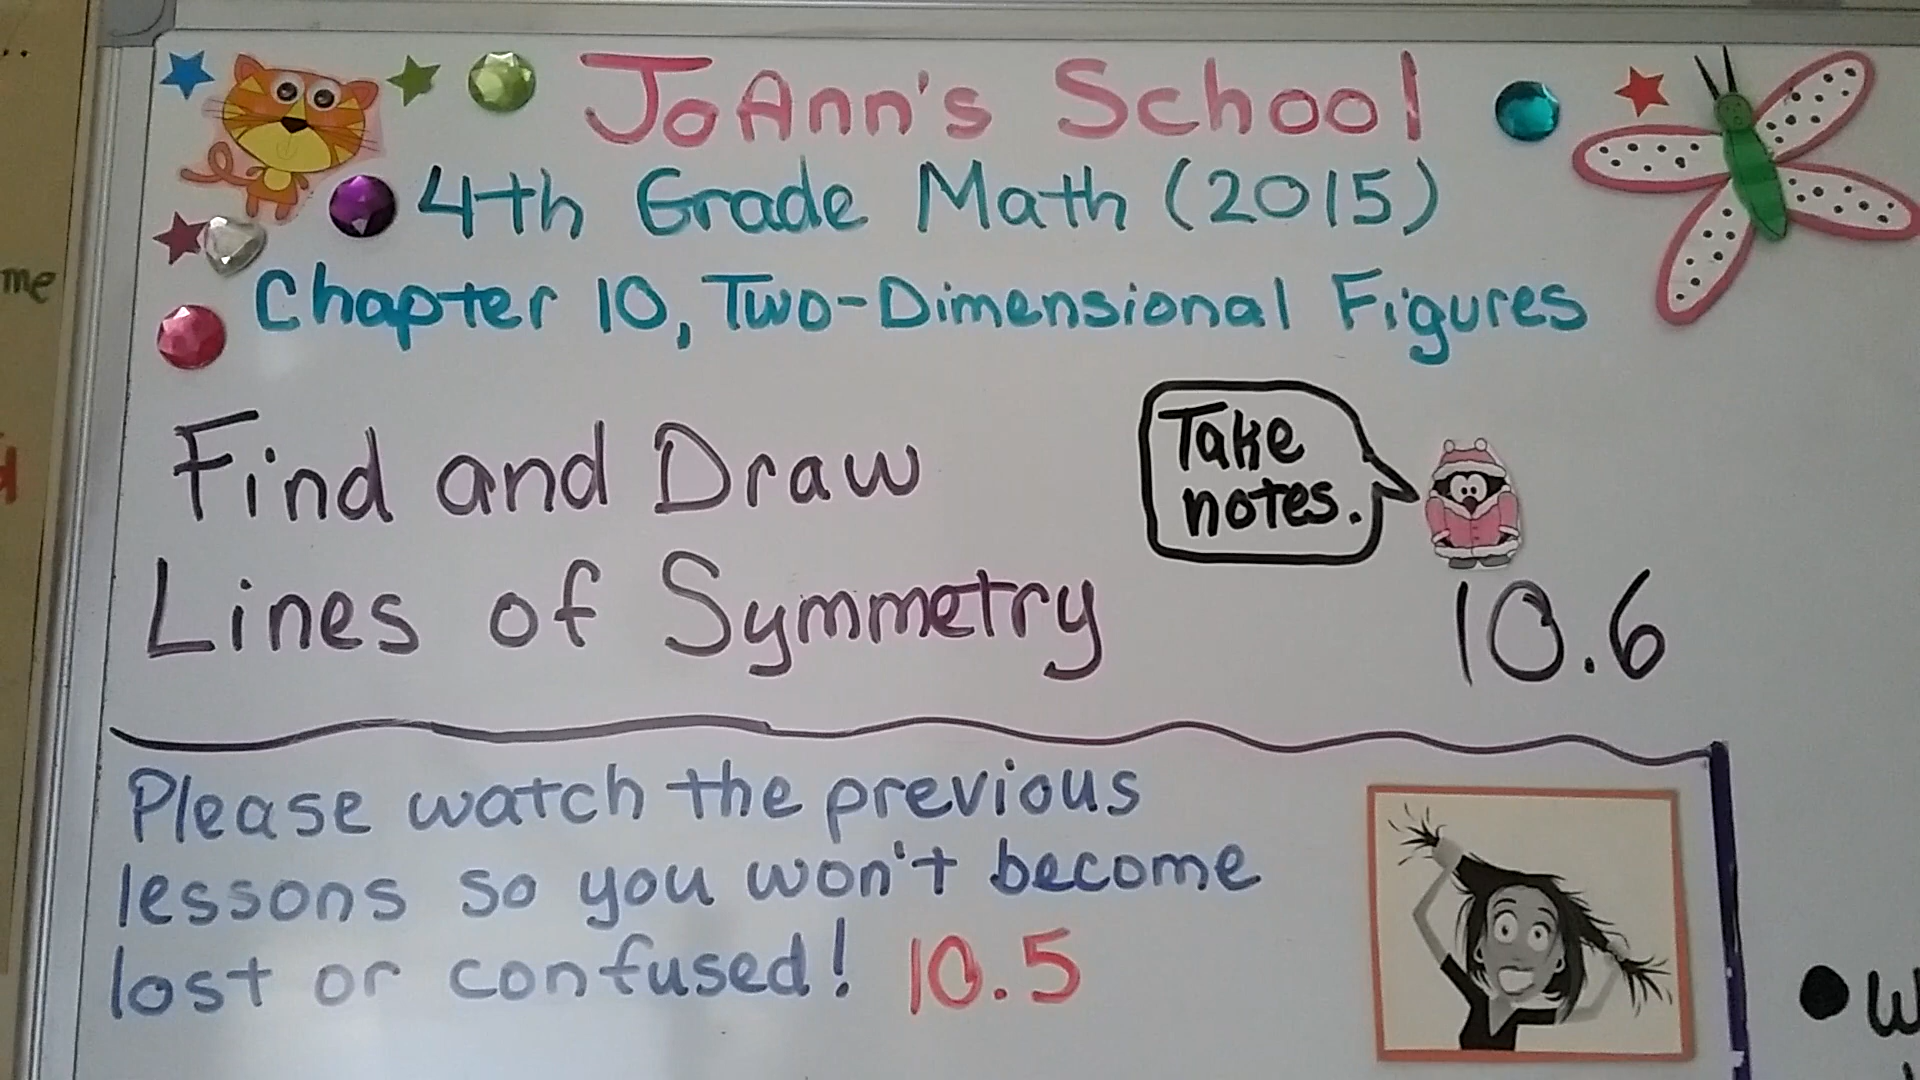 JoAnn's School
4th Grade Math (2015)
Chapter 10, Two-Dimensional Figures
Find and Draw
Lines of Symmetry
Take
notes.
10.6
Please watch the previous
lessons so you won't become
lost or confused! 10.5
me